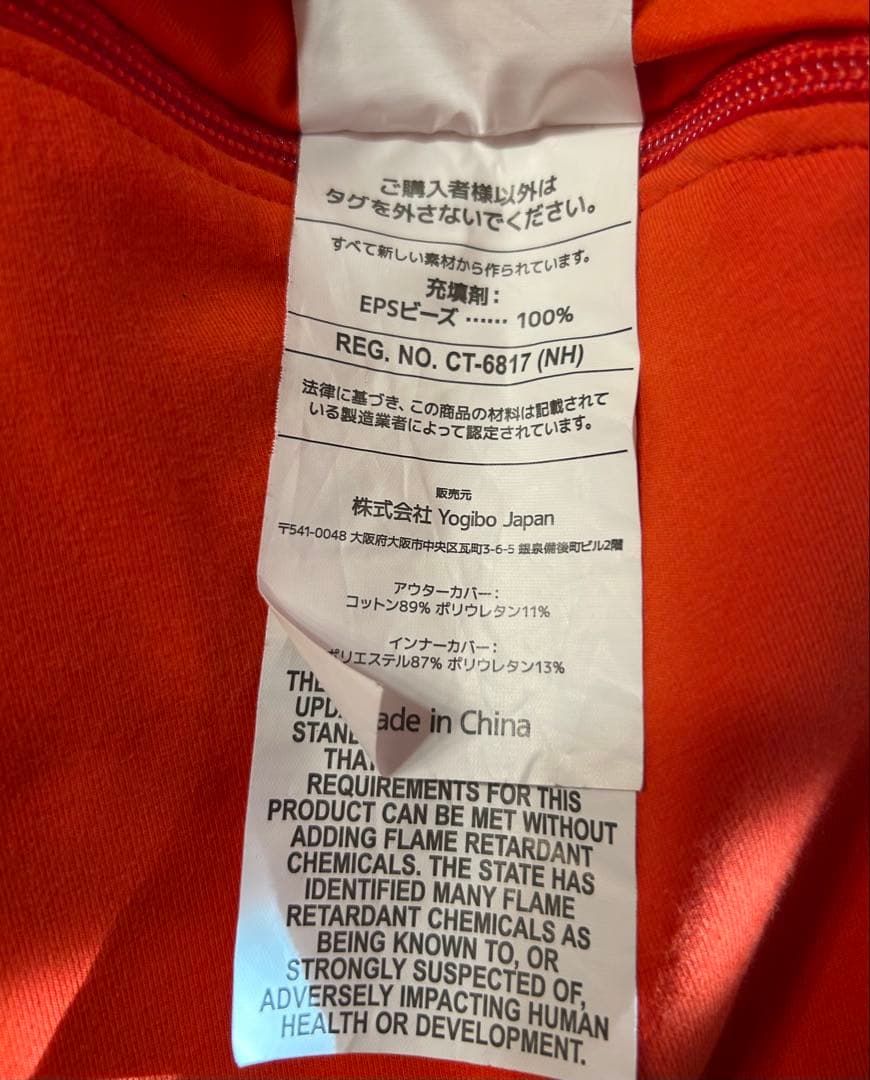 ご購入者様以外は
タグを外さないでください。
すべて新しい素材から作られています。
充填剤：
EPSビーズ …… 100%
REG. NO. CT-6817 (NH)
法律に基づき、この商品の材料は記載されて
いる製造業者によって認定されています。
販売元
株式会社 Yogibo Japan
〒541-0048 大阪府大阪市中央区瓦町3-6-5 銀泉備後町ビル2階
アウターカバー：
コットン89% ポリウレタン11%
インナーカバー：
ポリエステル87% ポリウレタン13%
ade in China
THE
UPD
STAN
THA
REQUIREMENTS FOR THIS
PRODUCT CAN BE MET WITHOUT
ADDING FLAME RETARDANT
CHEMICALS. THE STATE HAS
IDENTIFIED MANY FLAME
RETARDANT CHEMICALS AS
BEING KNOWN TO, OR
STRONGLY SUSPECTED OF,
ADVERSELY IMPACTING HUMAN
HEALTH OR DEVELOPMENT.